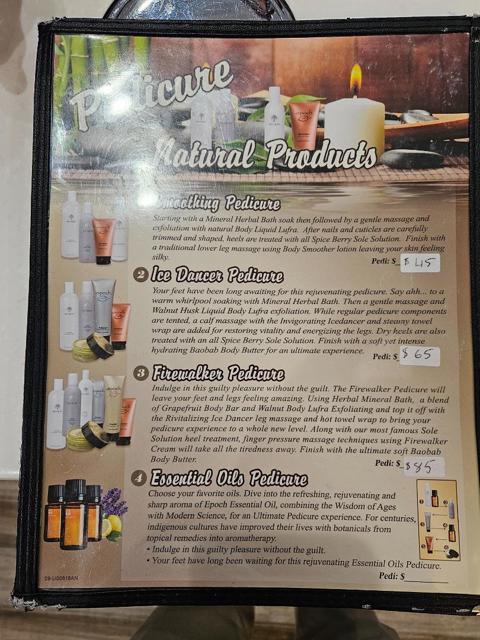 Pedicure
Natural Products
Smoothing Pedicure
Starting with a Mineral Herbal Bath soak then followed by a gentle massage and
exfoliation with natural Body Liquid Lufra. After nails and cuticles are carefully
trimmed and shaped, heels are treated with all Spice Berry Sole Solution. Finish with
a traditional lower leg massage using Body Smoother lotion leaving your skin feeling
silky.
Pedi: $ $45
2 Ice Dancer Pedicure
Your feet have been long awaiting for this rejuvenating pedicure. Say ahh... to a
warm whirlpool soaking with Mineral Herbal Bath. Then a gentle massage and
Walnut Husk Liquid Body Lufra exfoliation. While regular pedicure components
are tented, a calf massage with the Invigorating Icedancer and steamy towel
wrap are added for restoring vitality and energizing the legs. Dry heels are also
treated with an all Spice Berry Sole Solution. Finish with a soft yet intense
hydrating Baobab Body Butter for an ultimate experience.
Pedi: $ $65
3 Firewalker Pedicure
Indulge in this guilty pleasure without the guilt. The Firewalker Pedicure will
leave your feet and legs feeling amazing. Using Herbal Mineral Bath, a blend
of Grapefruit Body Bar and Walnut Body Lufra Exfoliating and top it off with
the Rivitalizing Ice Dancer leg massage and hot towel wrap to bring your
pedicure experience to a whole new level. Along with our most famous Sole
Solution heel treatment, finger pressure massage techniques using Firewalker
Cream will take all the tiredness away. Finish with the ultimate soft Baobab
Body Butter.
Pedi: $ $85
4 Essential Oils Pedicure
Choose your favorite oils. Dive into the refreshing, rejuvenating and
sharp aroma of Epoch Essential Oil, combining the Wisdom of Ages
with Modern Science, for an Ultimate Pedicure experience. For centuries,
indigenous cultures have improved their lives with botanicals from
topical remedies into aromatherapy.
• Indulge in this guilty pleasure without the guilt.
• Your feet have long been waiting for this rejuvenating Essential Oils Pedicure.
Pedi: $